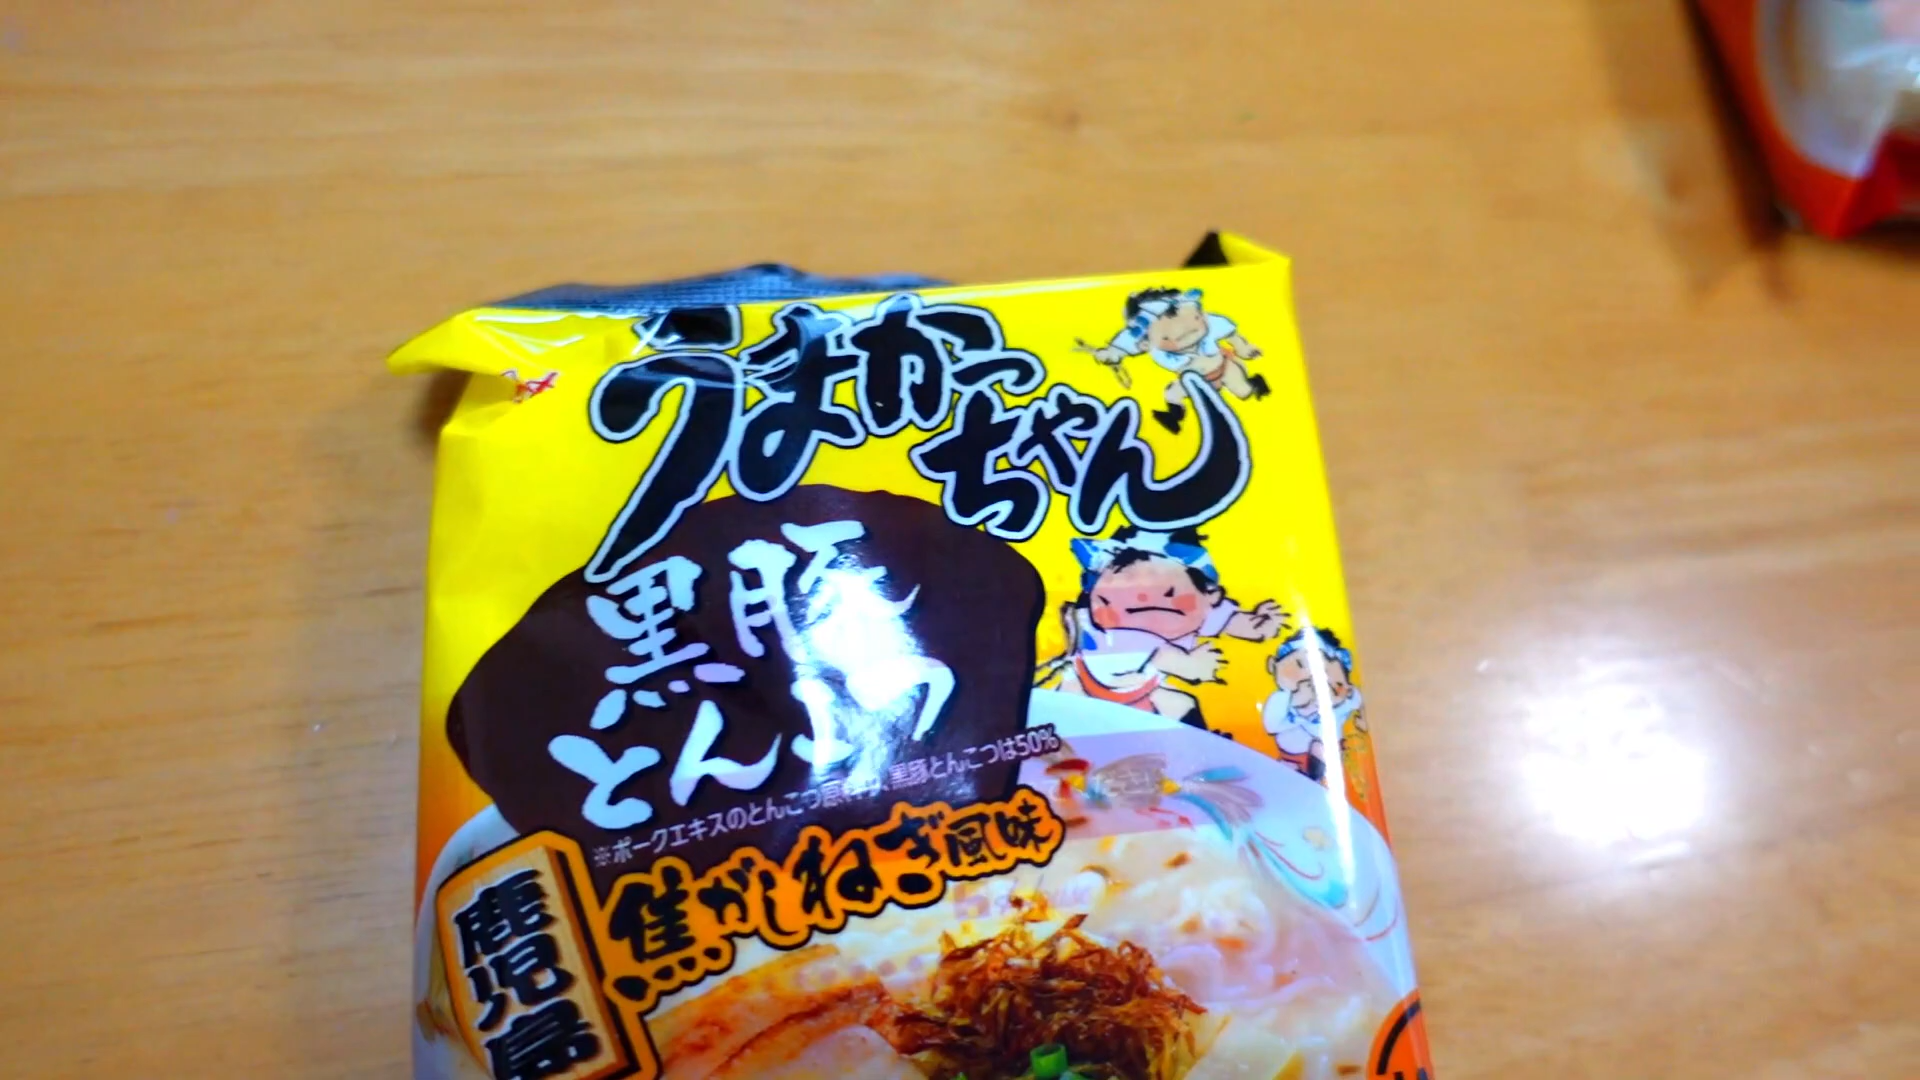 うまかっちゃん
黒豚
とんこつ
※ポークエキスのとんこつ原料中、黒豚とんこつは50%
焦がしねぎ風味
鹿児島